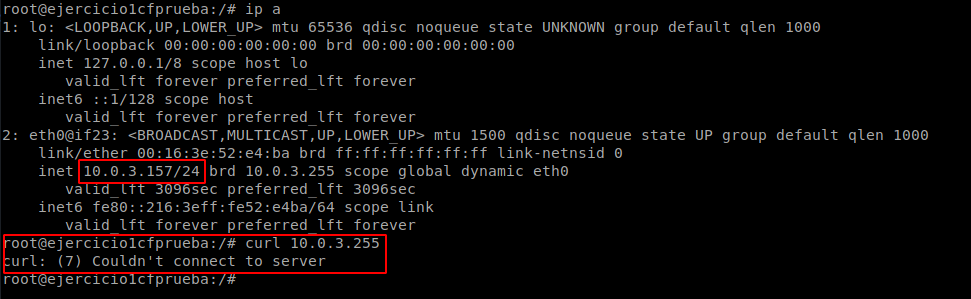 root@ejercicio1cfprueba:/# ip a
1: lo: <LOOPBACK,UP,LOWER_UP> mtu 65536 qdisc noqueue state UNKNOWN group default qlen 1000
    link/loopback 00:00:00:00:00:00 brd 00:00:00:00:00:00
    inet 127.0.0.1/8 scope host lo
       valid_lft forever preferred_lft forever
    inet6 ::1/128 scope host
       valid_lft forever preferred_lft forever
2: eth0@if23: <BROADCAST,MULTICAST,UP,LOWER_UP> mtu 1500 qdisc noqueue state UP group default qlen 1000
    link/ether 00:16:3e:52:e4:ba brd ff:ff:ff:ff:ff:ff link-netnsid 0
    inet 10.0.3.157/24 brd 10.0.3.255 scope global dynamic eth0
       valid_lft 3096sec preferred_lft 3096sec
    inet6 fe80::216:3eff:fe52:e4ba/64 scope link
       valid_lft forever preferred_lft forever
root@ejercicio1cfprueba:/# curl 10.0.3.255
curl: (7) Couldn't connect to server
root@ejercicio1cfprueba:/#